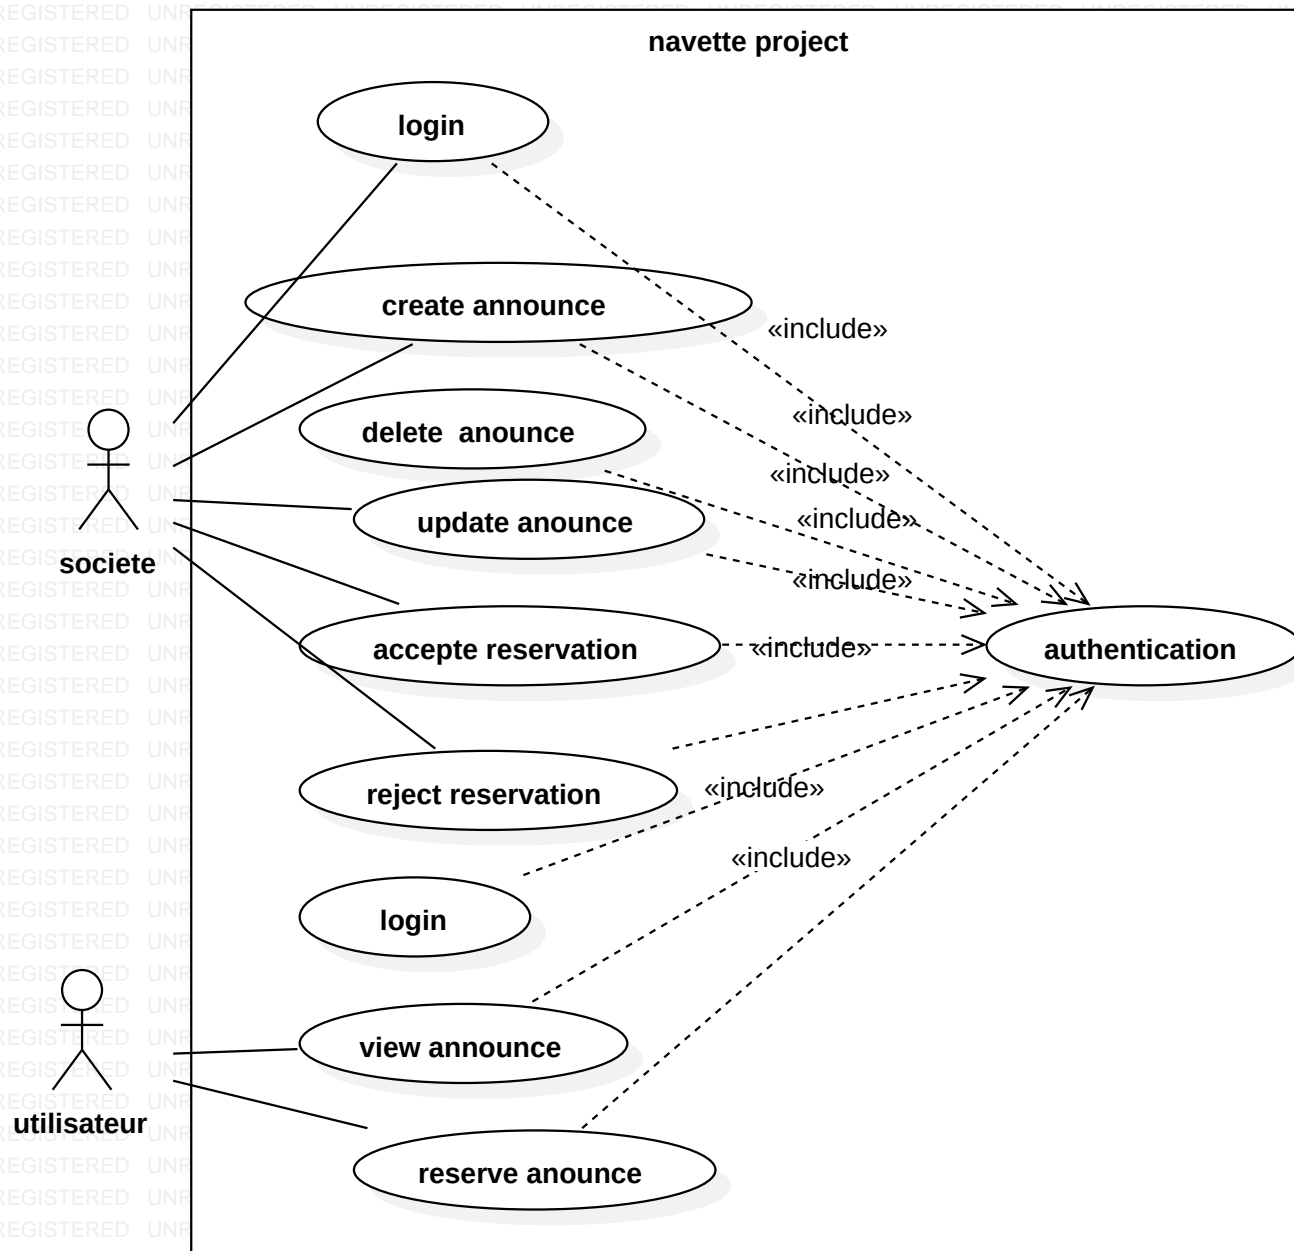 navette project
login
create announce
«include»
«include»
delete  anounce
«include»
update anounce
«include»
«include»
societe
accepte reservation
«include»
authentication
reject reservation
«include»
«include»
login
view announce
utilisateur
reserve anounce